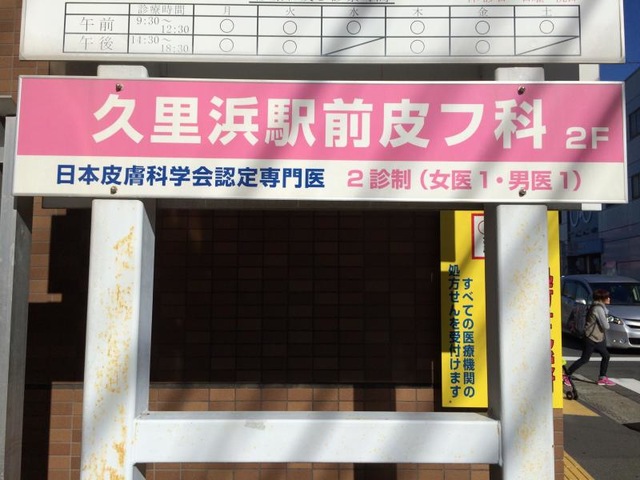 診療時間 月 火 水 木 金 土
午前 9:30～12:30 ○ ○ ○ ○ ○ ○
午後 14:30～18:30 ○ ○ ／ ○ ○ ／
久里浜駅前皮フ科 2F
日本皮膚科学会認定専門医 2診制(女医1・男医1)
すべての医療機関の
処方せんを受付けます。